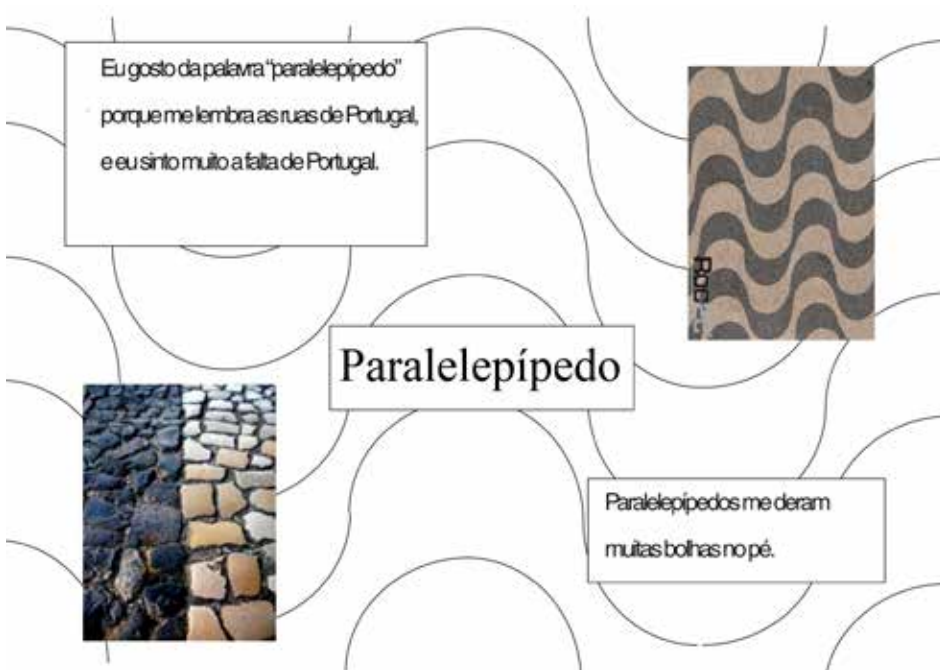 Eu gosto da palavra “paralelepípedo”
porque me lembra as ruas de Portugal,
e eu sinto muito a falta de Portugal.
Paralelepípedo
Paralelepípedos me deram
muitas bolhas no pé.